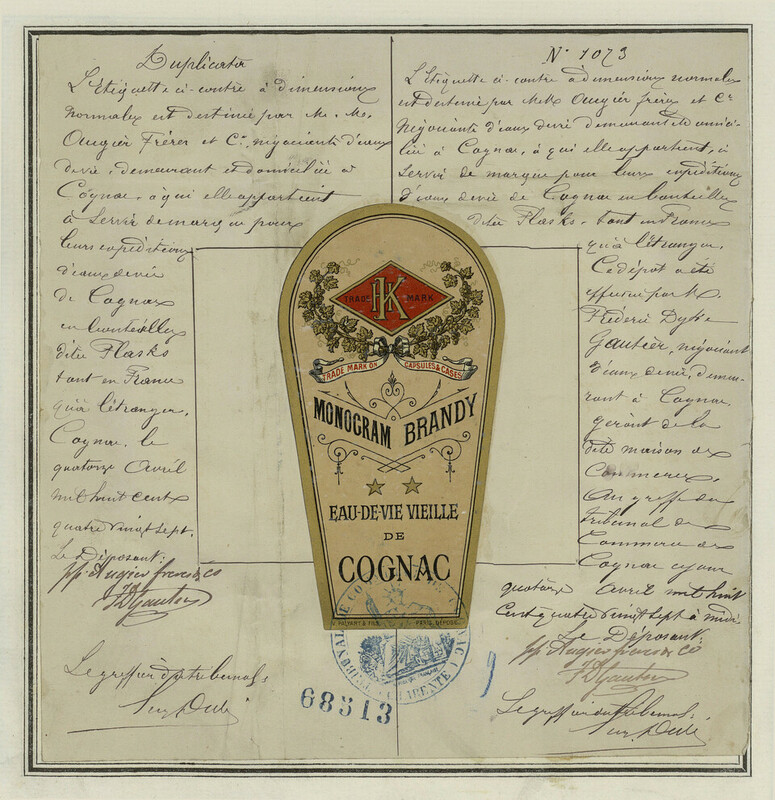 Duplicata
L'étiquette ci-contre à dimensions
normales est destinée par M. M.
Augier Frères et Cie, négociants d'eaux
de vie, demeurant et domiciliés à
Cognac, à qui elle appartient
à servir de marque pour
leurs expéditions
d'eaux de vie
de Cognac
en bouteilles
dites Flasks
tant en France
qu'à l'étranger.
Cognac, le
quatorze Avril
mil huit cent
quatre vingt sept.
Le Déposant:
pp. Augier frères & Co
F D Gautier
Le greffier du tribunal:
No 1073
L'étiquette ci-contre à dimensions normales
est destinée par MM. Augier frères et Cie
Négociants d'eaux de vie demeurant et domici-
liés à Cognac, à qui elle appartient, à
servir de marque pour leurs expéditions
d'eaux de vie de Cognac en bouteilles
dites Flasks, tant en France
qu'à l'étranger.
Ce dépôt a été
effectué par M.
Frédéric
Gautier, négociant
d'eaux de vie, demeu-
rant à Cognac
gérant de la
dite maison de
Commerce,
Au greffe du
tribunal de
Commerce de
Cognac ce jour
quatorze Avril mil huit
cent quatre vingt sept à midi
Le Déposant:
pp. Augier frères & Co
F D Gautier
Le greffier du tribunal:
TRADE MARK
AK
TRADE MARK ON CAPSULES & CASES
MONOGRAM BRANDY
EAU-DE-VIE VIEILLE
DE
COGNAC
PARIS. DÉPOSÉ.
68513